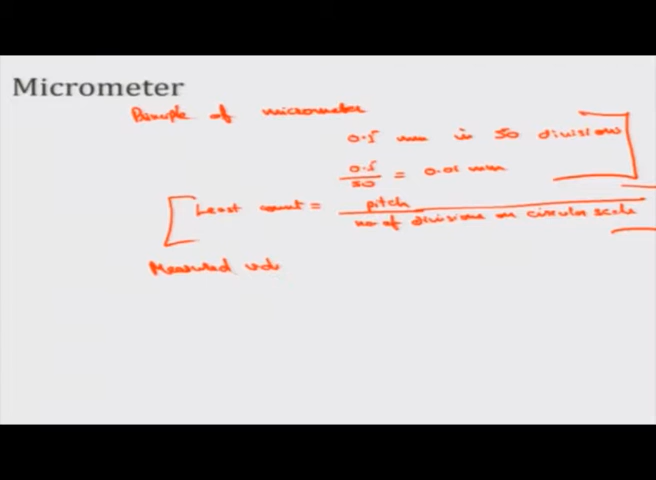 Micrometer
Principle of micrometer
0.5 mm in 50 divisions
0.5/50 = 0.01 mm
Least count = pitch / no of divisions on circular scale
Measured